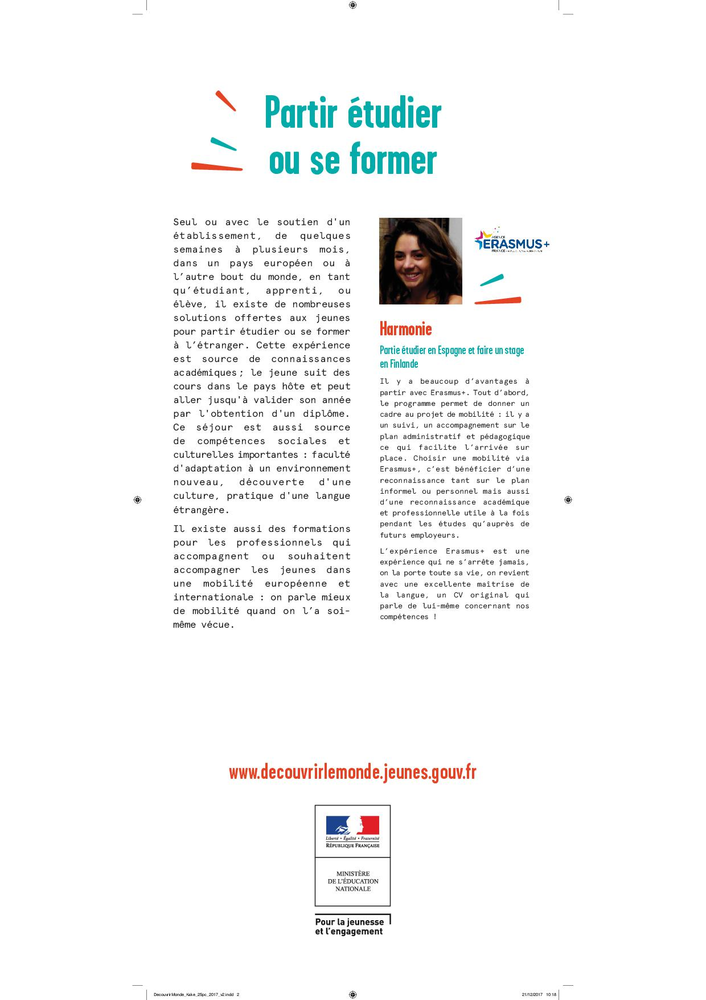 Partir étudier
ou se former
Seul ou avec le soutien d'un
établissement, de quelques
semaines à plusieurs mois,
dans un pays européen ou à
l’autre bout du monde, en tant
qu’étudiant, apprenti, ou
élève, il existe de nombreuses
solutions offertes aux jeunes
pour partir étudier ou se former
à l’étranger. Cette expérience
est source de connaissances
académiques; le jeune suit des
cours dans le pays hôte et peut
aller jusqu'à valider son année
par l'obtention d'un diplôme.
Ce séjour est aussi source
de compétences sociales et
culturelles importantes : faculté
d'adaptation à un environnement
nouveau, découverte d'une
culture, pratique d'une langue
étrangère.
Il existe aussi des formations
pour les professionnels qui
accompagnent ou souhaitent
accompagner les jeunes dans
une mobilité européenne et
internationale : on parle mieux
de mobilité quand on l’a soi-
même vécue.
AGENCE
ERASMUS+
FRANCE • EDUCATION & FORMATION
Harmonie
Partie étudier en Espagne et faire un stage
en Finlande
Il y a beaucoup d’avantages à
partir avec Erasmus+. Tout d’abord,
le programme permet de donner un
cadre au projet de mobilité : il y a
un suivi, un accompagnement sur le
plan administratif et pédagogique
ce qui facilite l’arrivée sur
place. Choisir une mobilité via
Erasmus+, c’est bénéficier d’une
reconnaissance tant sur le plan
informel ou personnel mais aussi
d’une reconnaissance académique
et professionnelle utile à la fois
pendant les études qu’auprès de
futurs employeurs.
L’expérience Erasmus+ est une
expérience qui ne s’arrête jamais,
on la porte toute sa vie, on revient
avec une excellente maîtrise de
la langue, un CV original qui
parle de lui-même concernant nos
compétences !
www.decouvrirlemonde.jeunes.gouv.fr
Liberté • Égalité • Fraternité
RÉPUBLIQUE FRANÇAISE
MINISTÈRE
DE L’ÉDUCATION
NATIONALE
Pour la jeunesse
et l’engagement
DecouvrirMonde_Kake_25pc_2017_v2.indd 2
21/12/2017 10:18